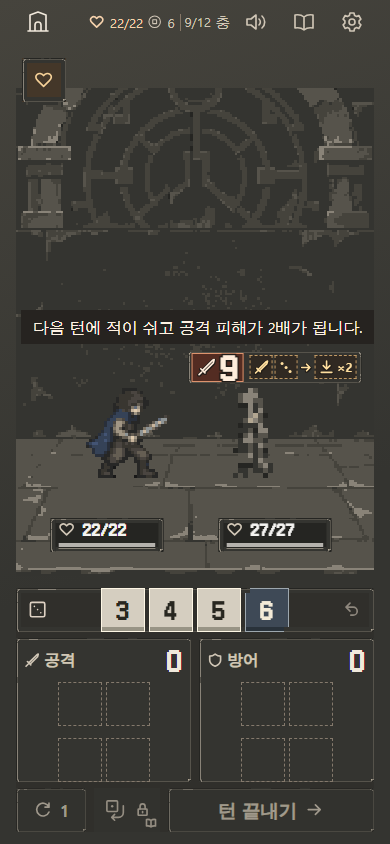 22/22 6 9/12 층
다음 턴에 적이 쉬고 공격 피해가 2배가 됩니다.
9 ×2
22/22 27/27
3 4 5 6
공격 0 방어 0
1 턴 끝내기